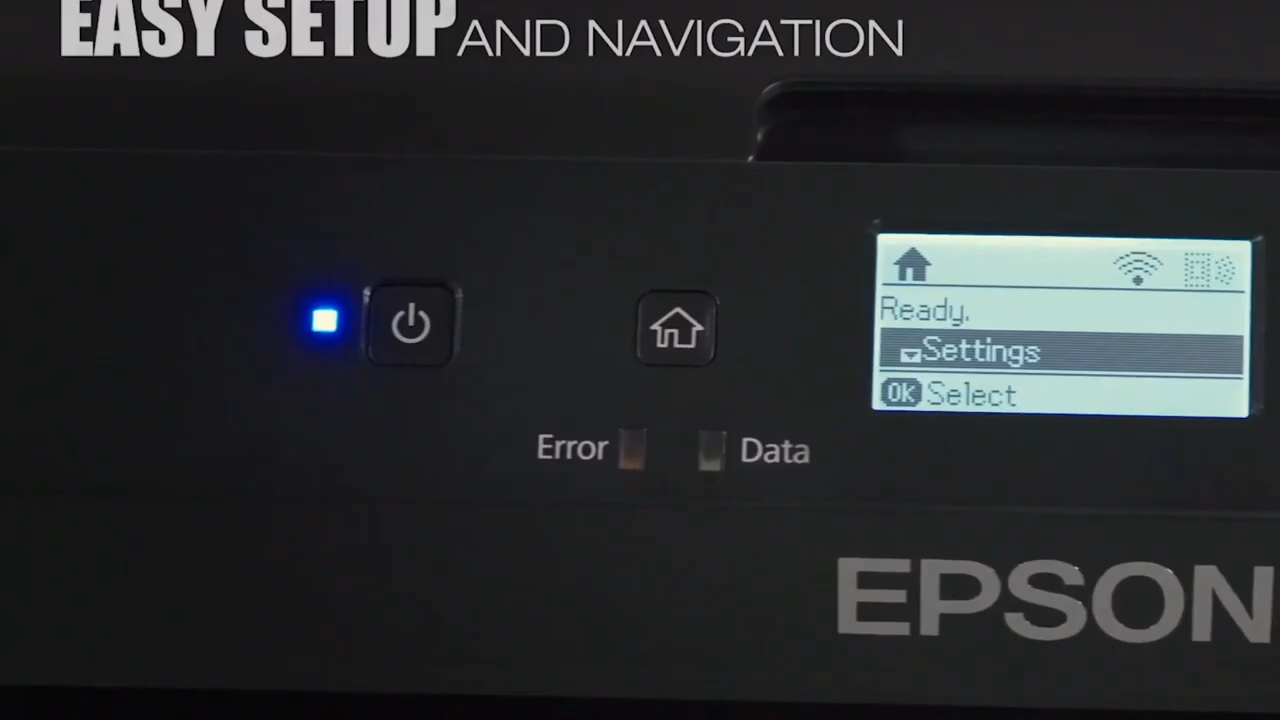 EASY SETUP AND NAVIGATION
Ready.
Settings
OK Select
Error Data
EPSON